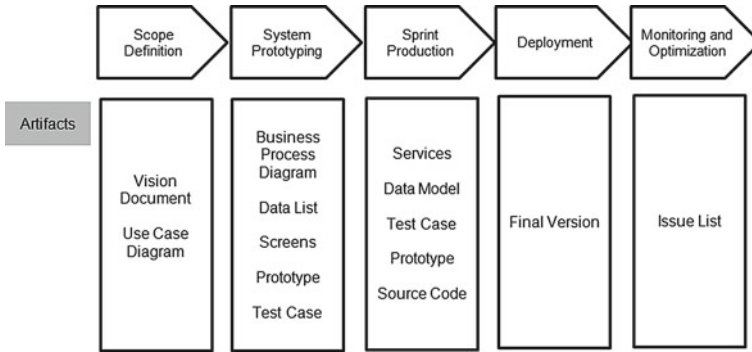 Scope
Definition
System
Prototyping
Sprint
Production
Deployment
Monitoring and
Optimization
Artifacts
Vision
Document
Use Case
Diagram
Business
Process
Diagram
Data List
Screens
Prototype
Test Case
Services
Data Model
Test Case
Prototype
Source Code
Final Version
Issue List